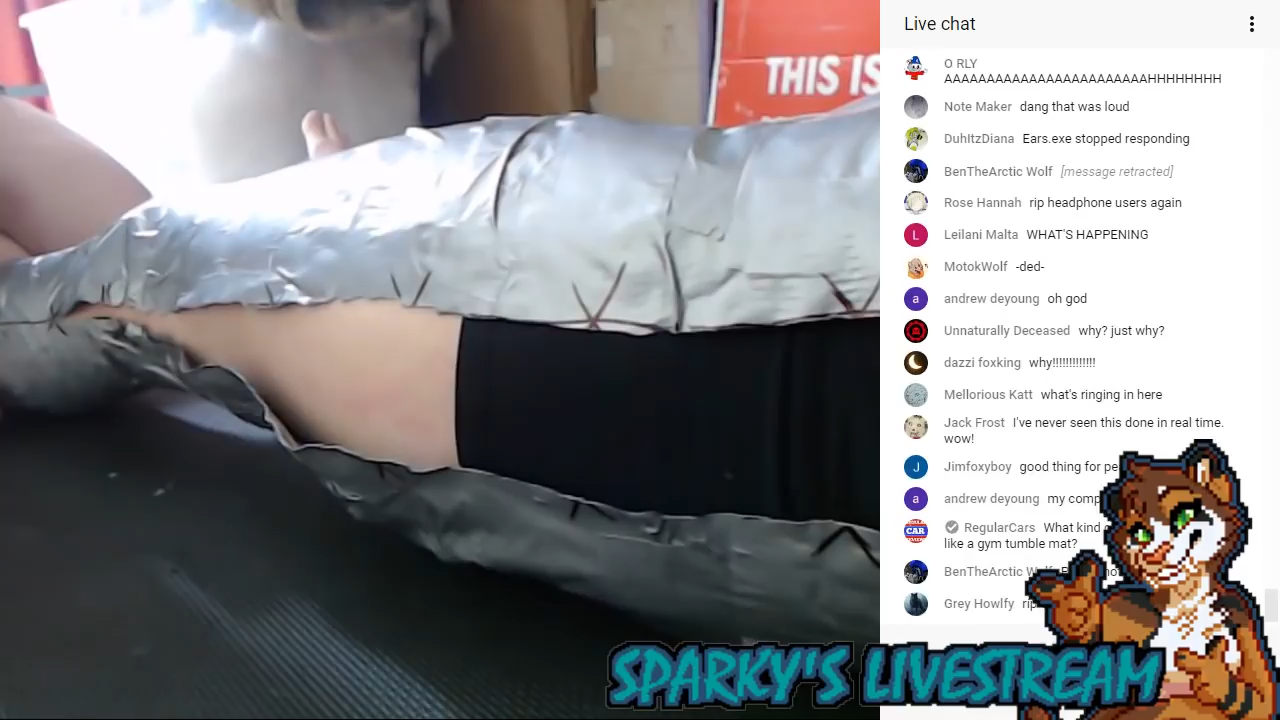 THIS IS
Live chat
O RLY
AAAAAAAAAAAAAAAAAAAAAAAAHHHHHHHH
Note Maker dang that was loud
DuhItzDiana Ears.exe stopped responding
BenTheArctic Wolf [message retracted]
Rose Hannah rip headphone users again
L Leilani Malta WHAT'S HAPPENING
MotokWolf -ded-
a andrew deyoung oh god
Unnaturally Deceased why? just why?
dazzi foxking why!!!!!!!!!!!!!
Mellorious Katt what's ringing in here
Jack Frost I've never seen this done in real time.
wow!
J Jimfoxyboy good thing for
a andrew deyoung my
CAR RegularCars What kind
like a gym tumble mat?
BenTheArctic
Grey Howlfy
SPARKY'S LIVESTREAM